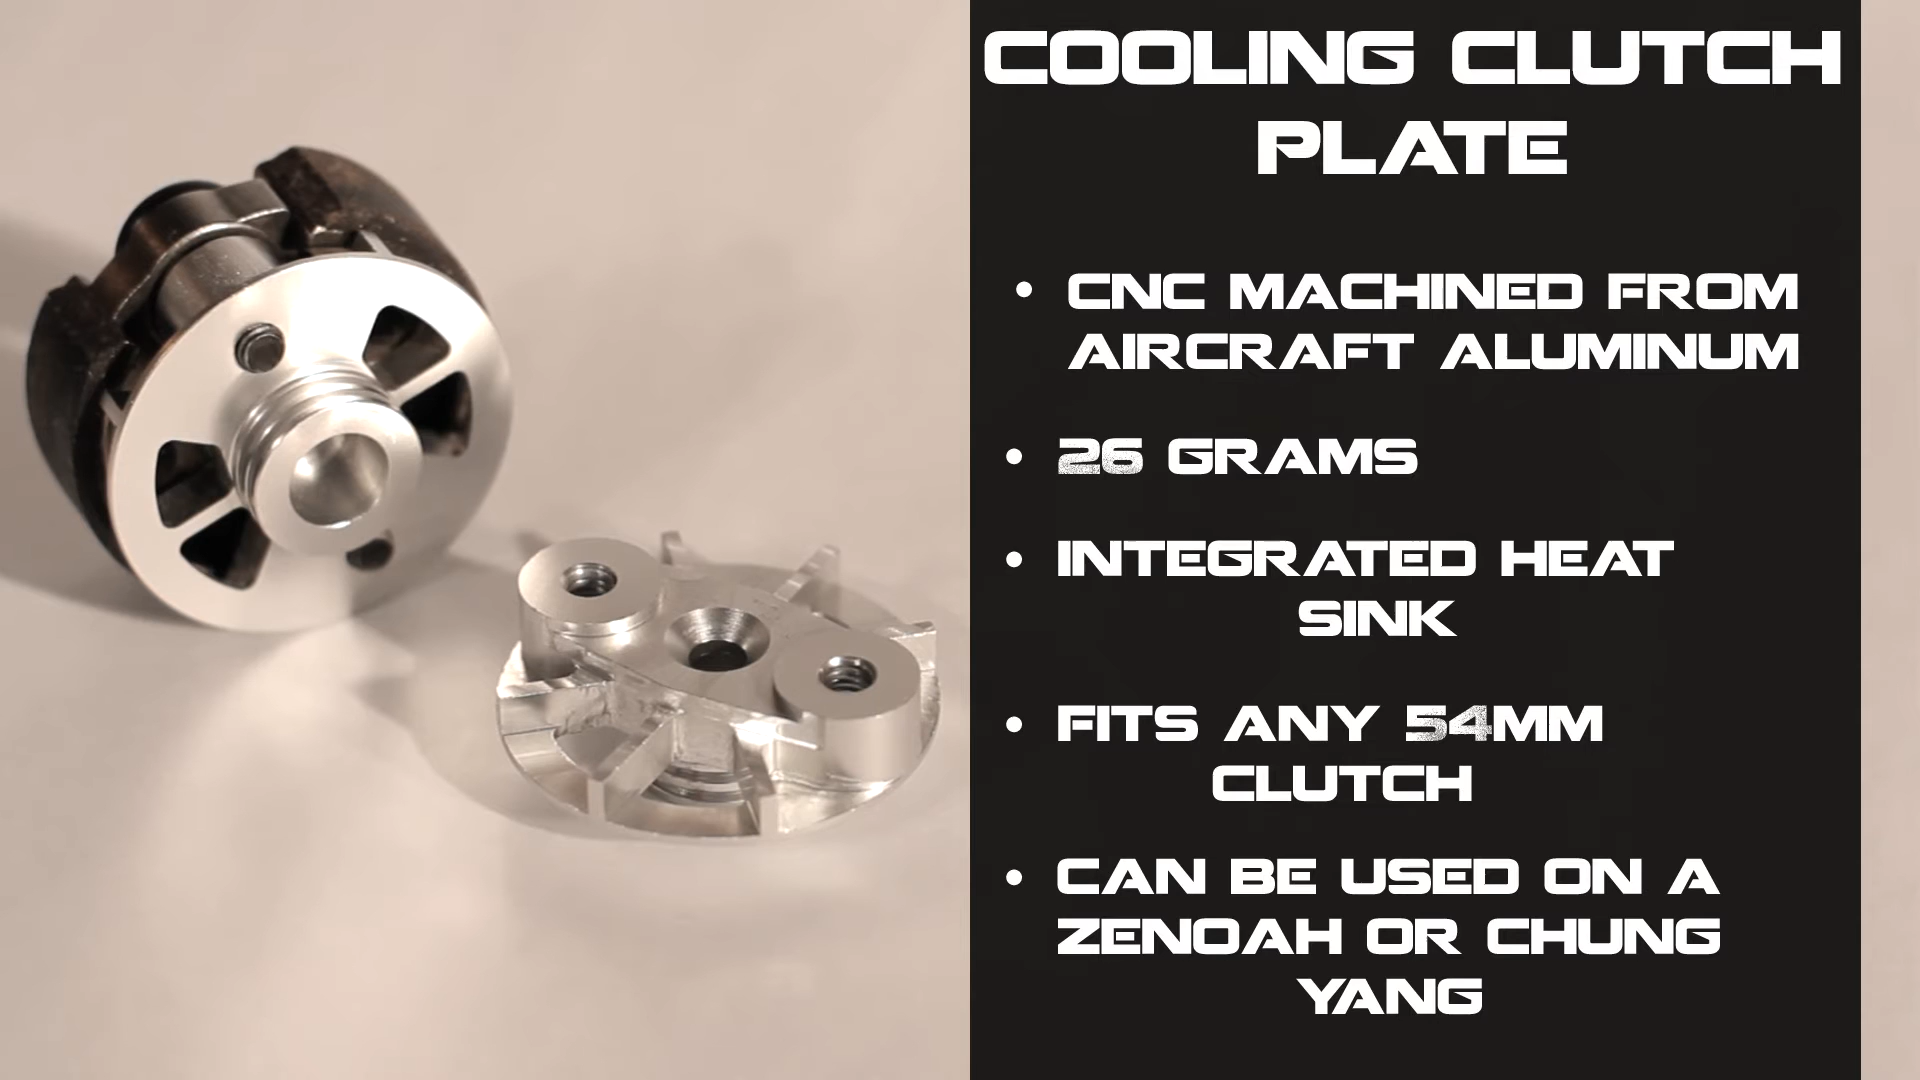 COOLING CLUTCH
PLATE
• CNC MACHINED FROM
AIRCRAFT ALUMINUM
• 26 GRAMS
• INTEGRATED HEAT
SINK
• FITS ANY 54MM
CLUTCH
• CAN BE USED ON A
ZENOAH OR CHUNG
YANG